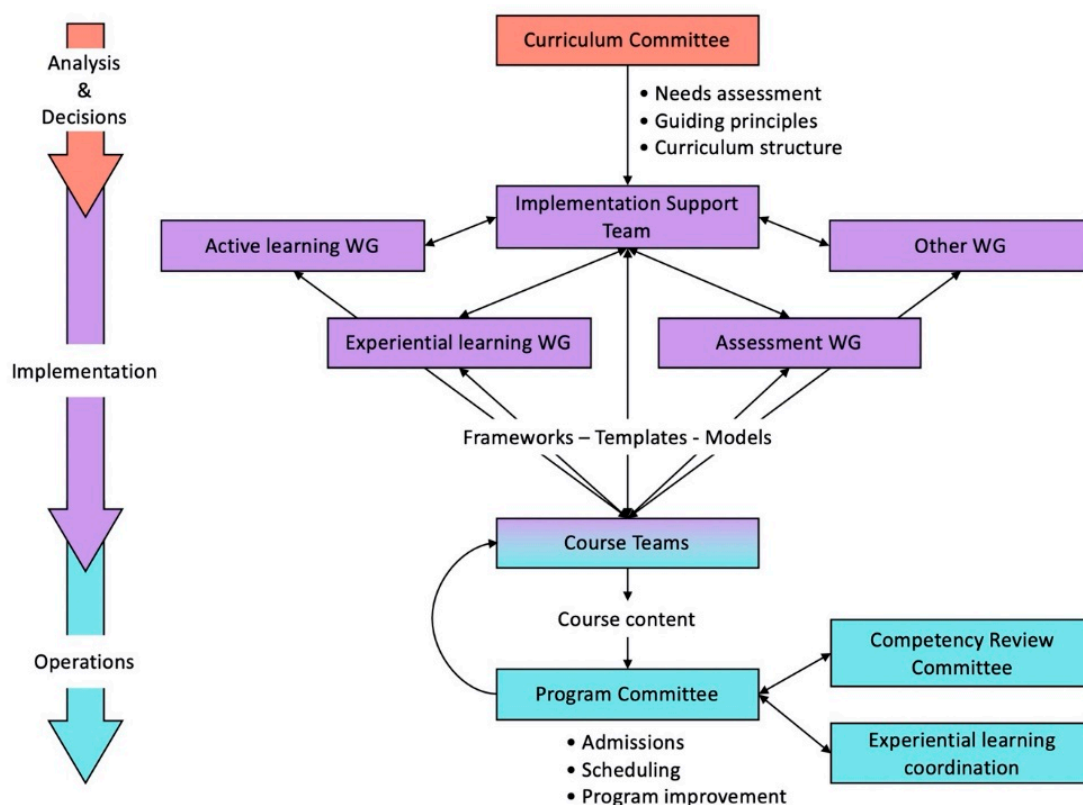 Analysis
&
Decisions
Curriculum Committee
• Needs assessment
• Guiding principles
• Curriculum structure
Implementation Support
Team
Active learning WG
Other WG
Experiential learning WG
Assessment WG
Implementation
Frameworks – Templates - Models
Course Teams
Course content
Operations
Competency Review
Committee
Program Committee
• Admissions
• Scheduling
• Program improvement
Experiential learning
coordination